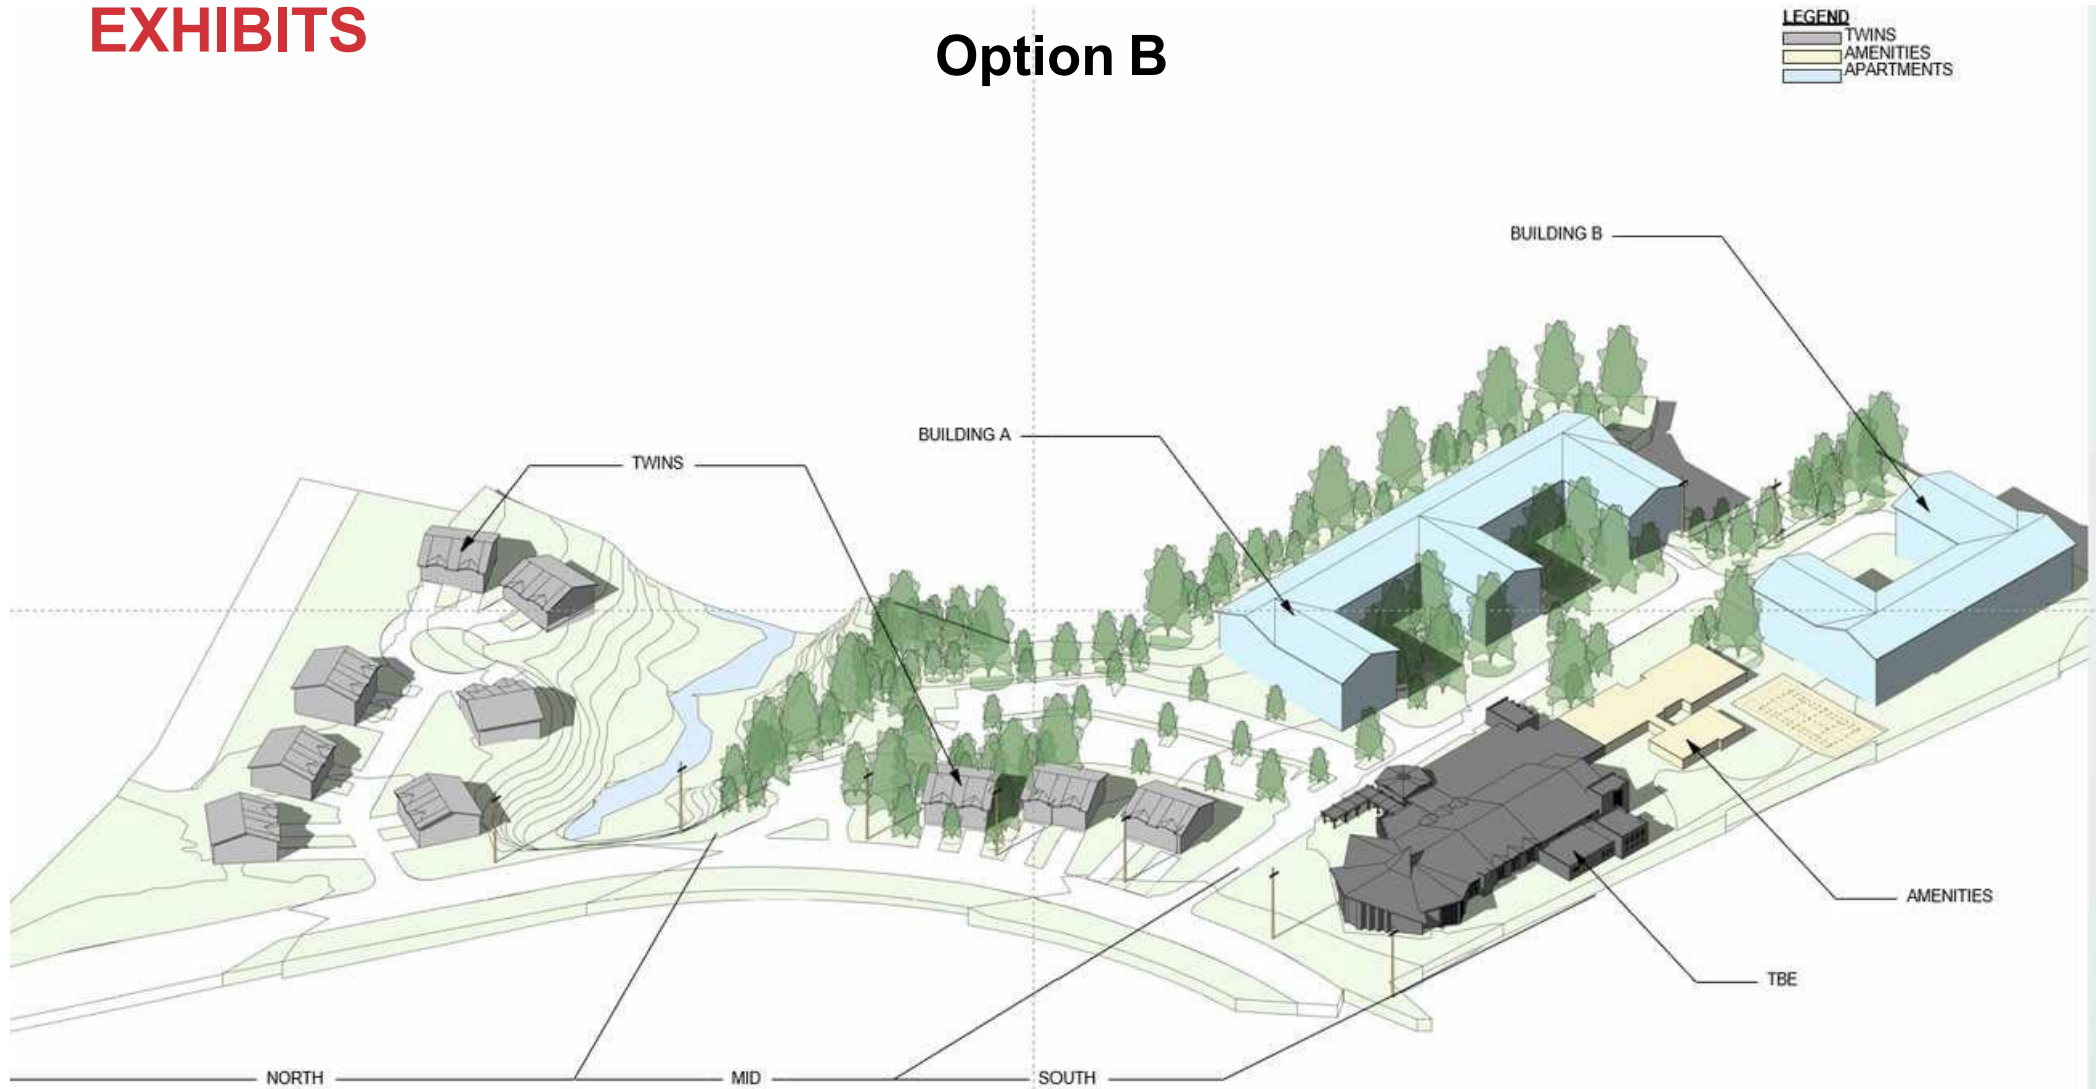 EXHIBITS
Option B
LEGEND
TWINS
AMENITIES
APARTMENTS
BUILDING B
BUILDING A
TWINS
AMENITIES
TBE
NORTH
MID
SOUTH